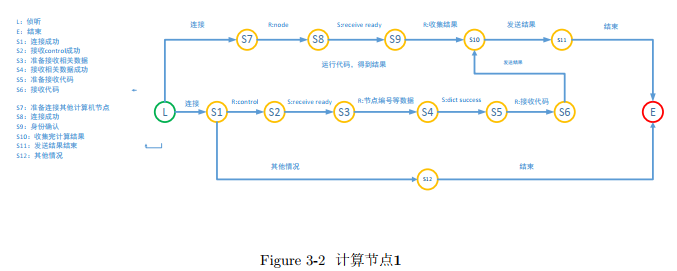 L：侦听
E：结束
S1：连接成功
S2：接收control成功
S3：准备接收相关数据
S4：接收相关数据成功
S5：准备接收代码
S6：接收代码
S7：准备连接其他计算机节点
S8：连接成功
S9：身份确认
S10：收集完计算结果
S11：发送结果结束
S12：其他情况
连接
R:node
S:receive ready
R:收集结果
发送结果
结束
S7
S8
S9
S10
S11
运行代码，得到结果
发送结果
连接
R:control
S:receive ready
R:节点编号等数据
S:dict success
R:接收代码
L
S1
S2
S3
S4
S5
S6
E
其他情况
结束
S12
Figure 3-2 计算节点1